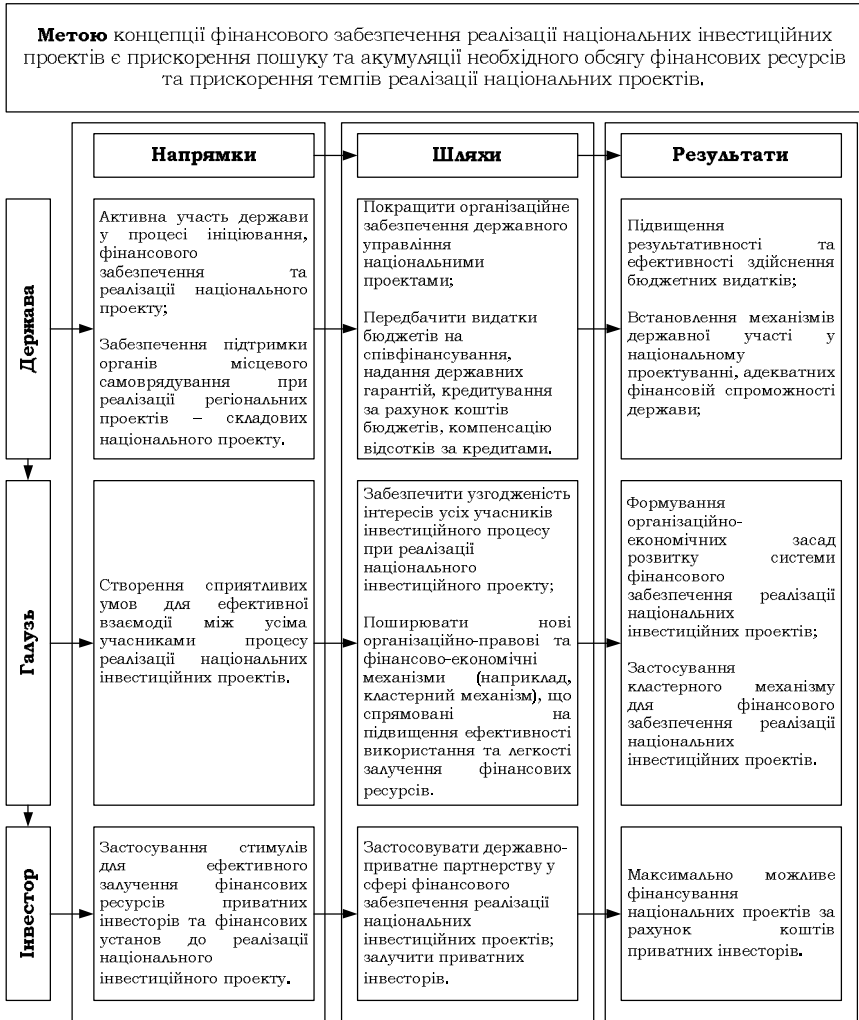 Метою концепції фінансового забезпечення реалізації національних інвестиційних
проектів є прискорення пошуку та акумуляції необхідного обсягу фінансових ресурсів
та прискорення темпів реалізації національних проектів.
Напрямки
Шляхи
Результати
Держава
Активна участь держави
у процесі ініціювання,
фінансового
забезпечення та
реалізації національного
проекту;
Забезпечення підтримки
органів місцевого
самоврядування при
реалізації регіональних
проектів – складових
національного проекту.
Покращити організаційне
забезпечення державного
управління
національними
проектами;
Передбачити видатки
бюджетів на
співфінансування,
надання державних
гарантій, кредитування
за рахунок коштів
бюджетів, компенсацію
відсотків за кредитами.
Підвищення
результативності та
ефективності здійснення
бюджетних видатків;
Встановлення механізмів
державної участі у
національному
проектуванні, адекватних
фінансовій спроможності
держави;
Галузь
Створення сприятливих
умов для ефективної
взаємодії між усіма
учасниками процесу
реалізації національних
інвестиційних проектів.
Забезпечити узгодженість
інтересів усіх учасників
інвестиційного процесу
при реалізації
національного
інвестиційного проекту;
Поширювати нові
організаційно-правові та
фінансово-економічні
механізми (наприклад,
кластерний механізм), що
спрямовані на
підвищення ефективності
використання та легкості
залучення фінансових
ресурсів.
Формування
організаційно-
економічних засад
розвитку системи
фінансового
забезпечення реалізації
національних
інвестиційних проектів;
Застосування
кластерного механізму
для фінансового
забезпечення реалізації
національних
інвестиційних проектів.
Інвестор
Застосування стимулів
для ефективного
залучення фінансових
ресурсів приватних
інвесторів та фінансових
установ до реалізації
національного
інвестиційного проекту.
Застосовувати державно-
приватне партнерству у
сфері фінансового
забезпечення реалізації
національних
інвестиційних проектів;
залучити приватних
інвесторів.
Максимально можливе
фінансування
національних проектів за
рахунок коштів
приватних інвесторів.